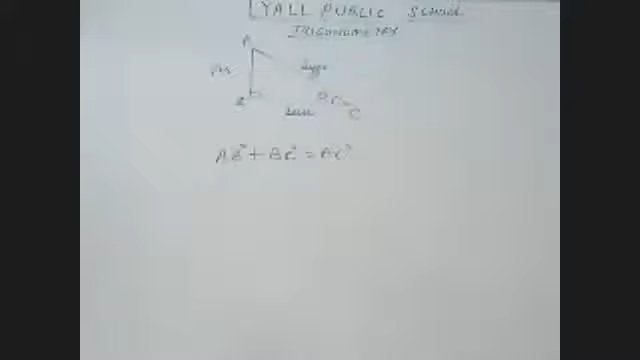 LYALL PUBLIC SCHOOL
TRIGONOMETRY
A
B
θ
C
AB² + BC² = AC²